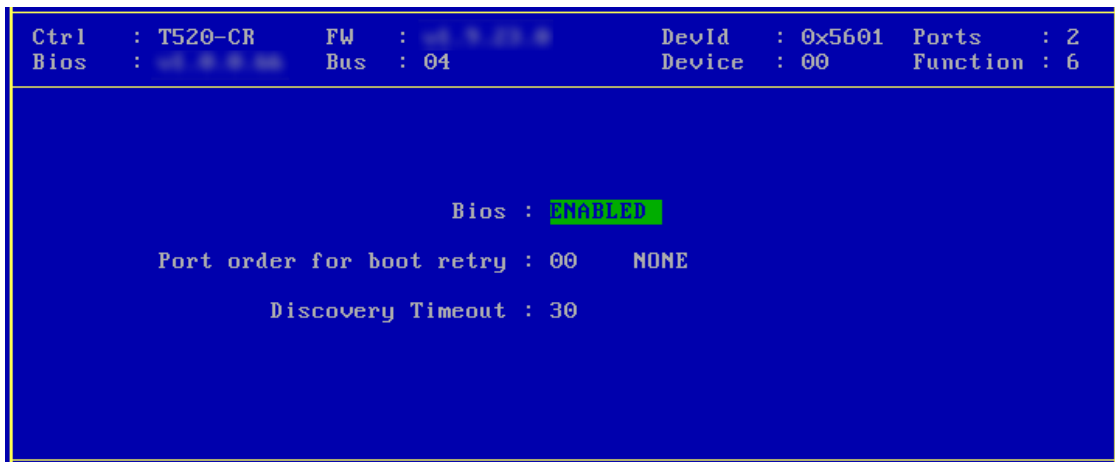 Ctrl : T520-CR FW : DevId : 0x5601 Ports : 2
Bios : Bus : 04 Device : 00 Function : 6
Bios : ENABLED
Port order for boot retry : 00 NONE
Discovery Timeout : 30